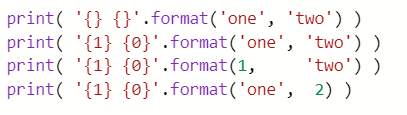 print( '{} {}'.format('one', 'two') )
print( '{1} {0}'.format('one', 'two') )
print( '{1} {0}'.format(1,     'two') )
print( '{1} {0}'.format('one',  2) )